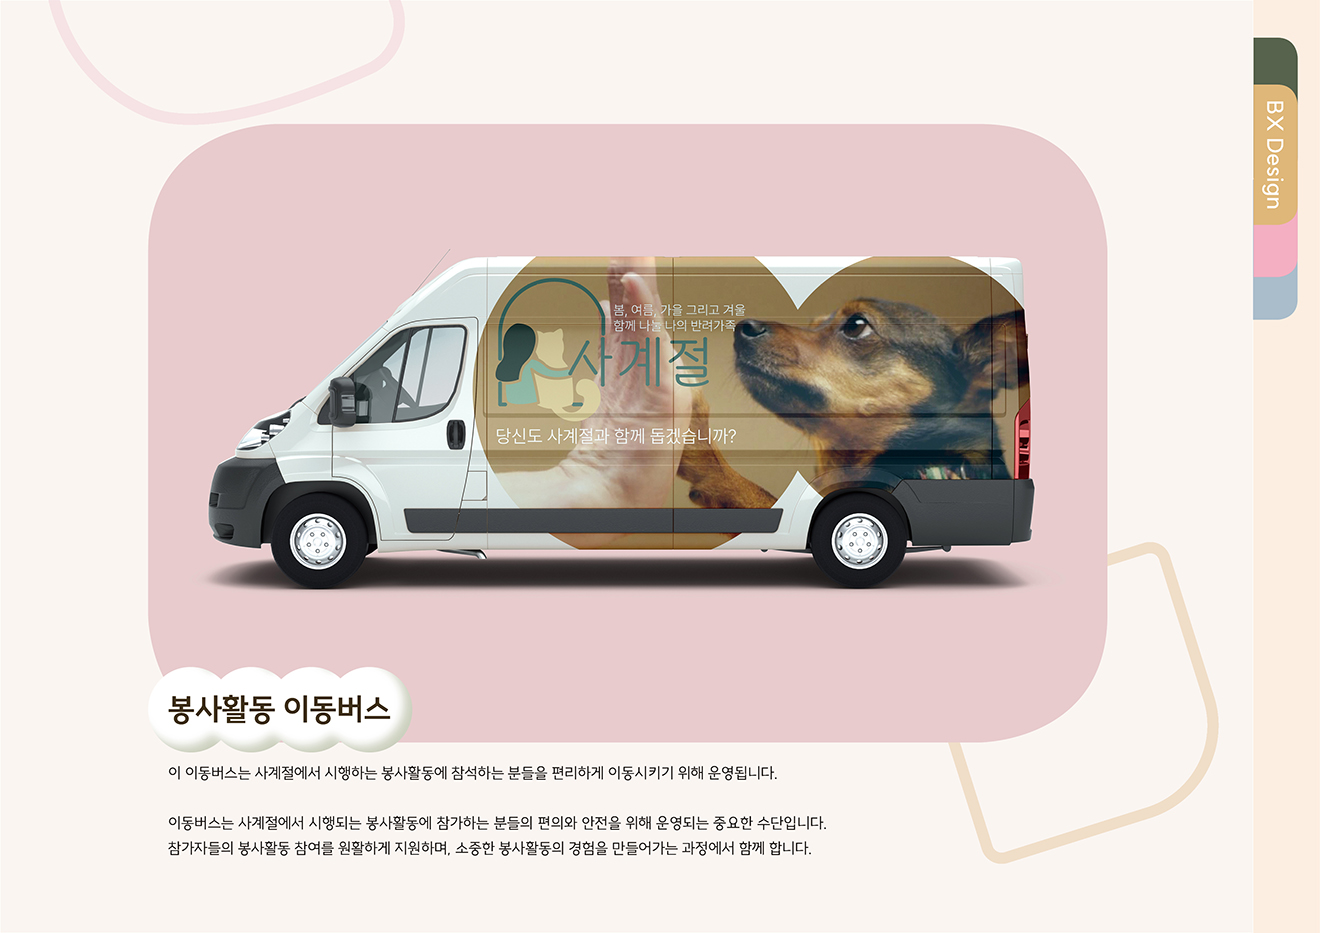 BX Design
봄, 여름, 가을 그리고 겨울
함께 나눌 나의 반려가족
사계절
당신도 사계절과 함께 돕겠습니까?
봉사활동 이동버스
이 이동버스는 사계절에서 시행하는 봉사활동에 참석하는 분들을 편리하게 이동시키기 위해 운영됩니다.
이동버스는 사계절에서 시행되는 봉사활동에 참가하는 분들의 편의와 안전을 위해 운영되는 중요한 수단입니다.
참가자들의 봉사활동 참여를 원활하게 지원하며, 소중한 봉사활동의 경험을 만들어가는 과정에서 함께 합니다.